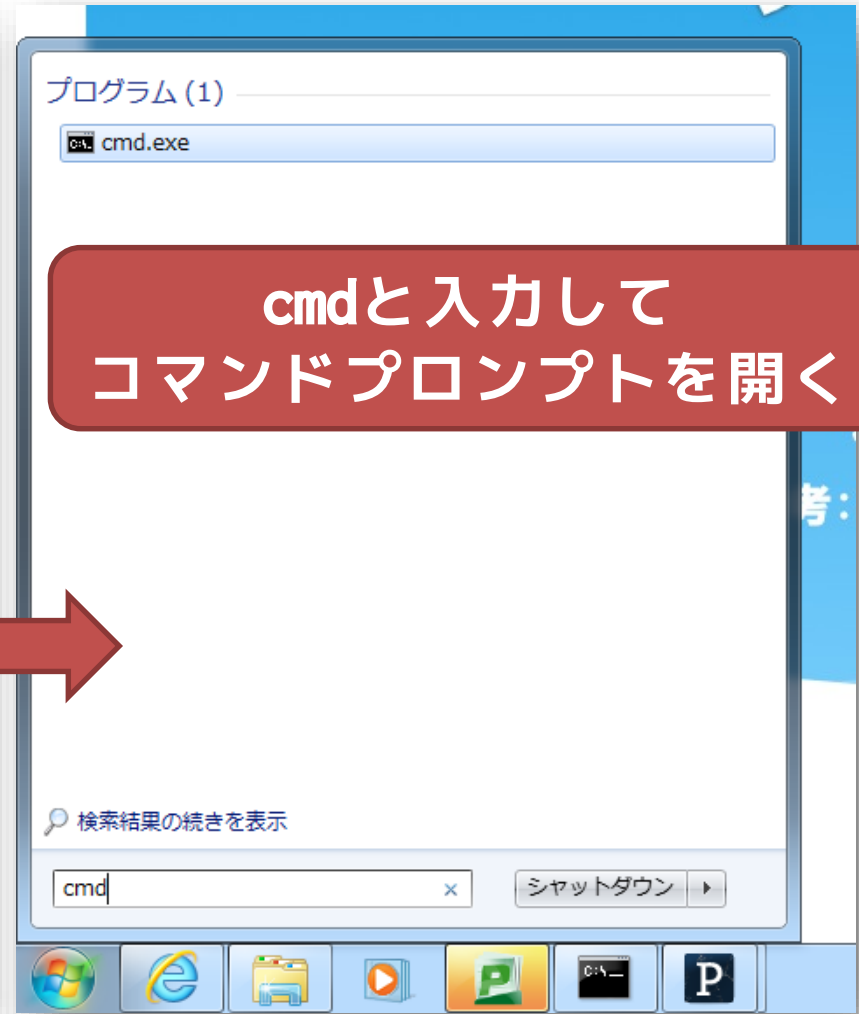 プログラム (1)
cmd.exe
cmdと入力して
コマンドプロンプトを開く
考:
検索結果の続きを表示
cmd
シャットダウン